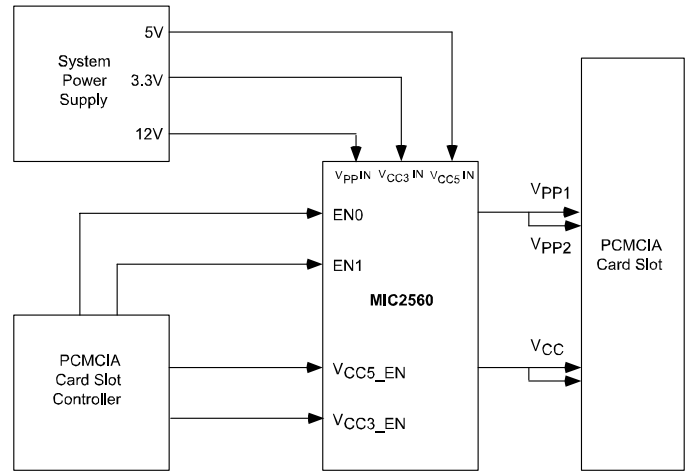 System
Power
Supply
5V
3.3V
12V
VPP IN VCC3 IN VCC5 IN
EN0
EN1
MIC2560
VCC5_EN
VCC3_EN
PCMCIA
Card Slot
Controller
VPP1
VPP2
VCC
PCMCIA
Card Slot